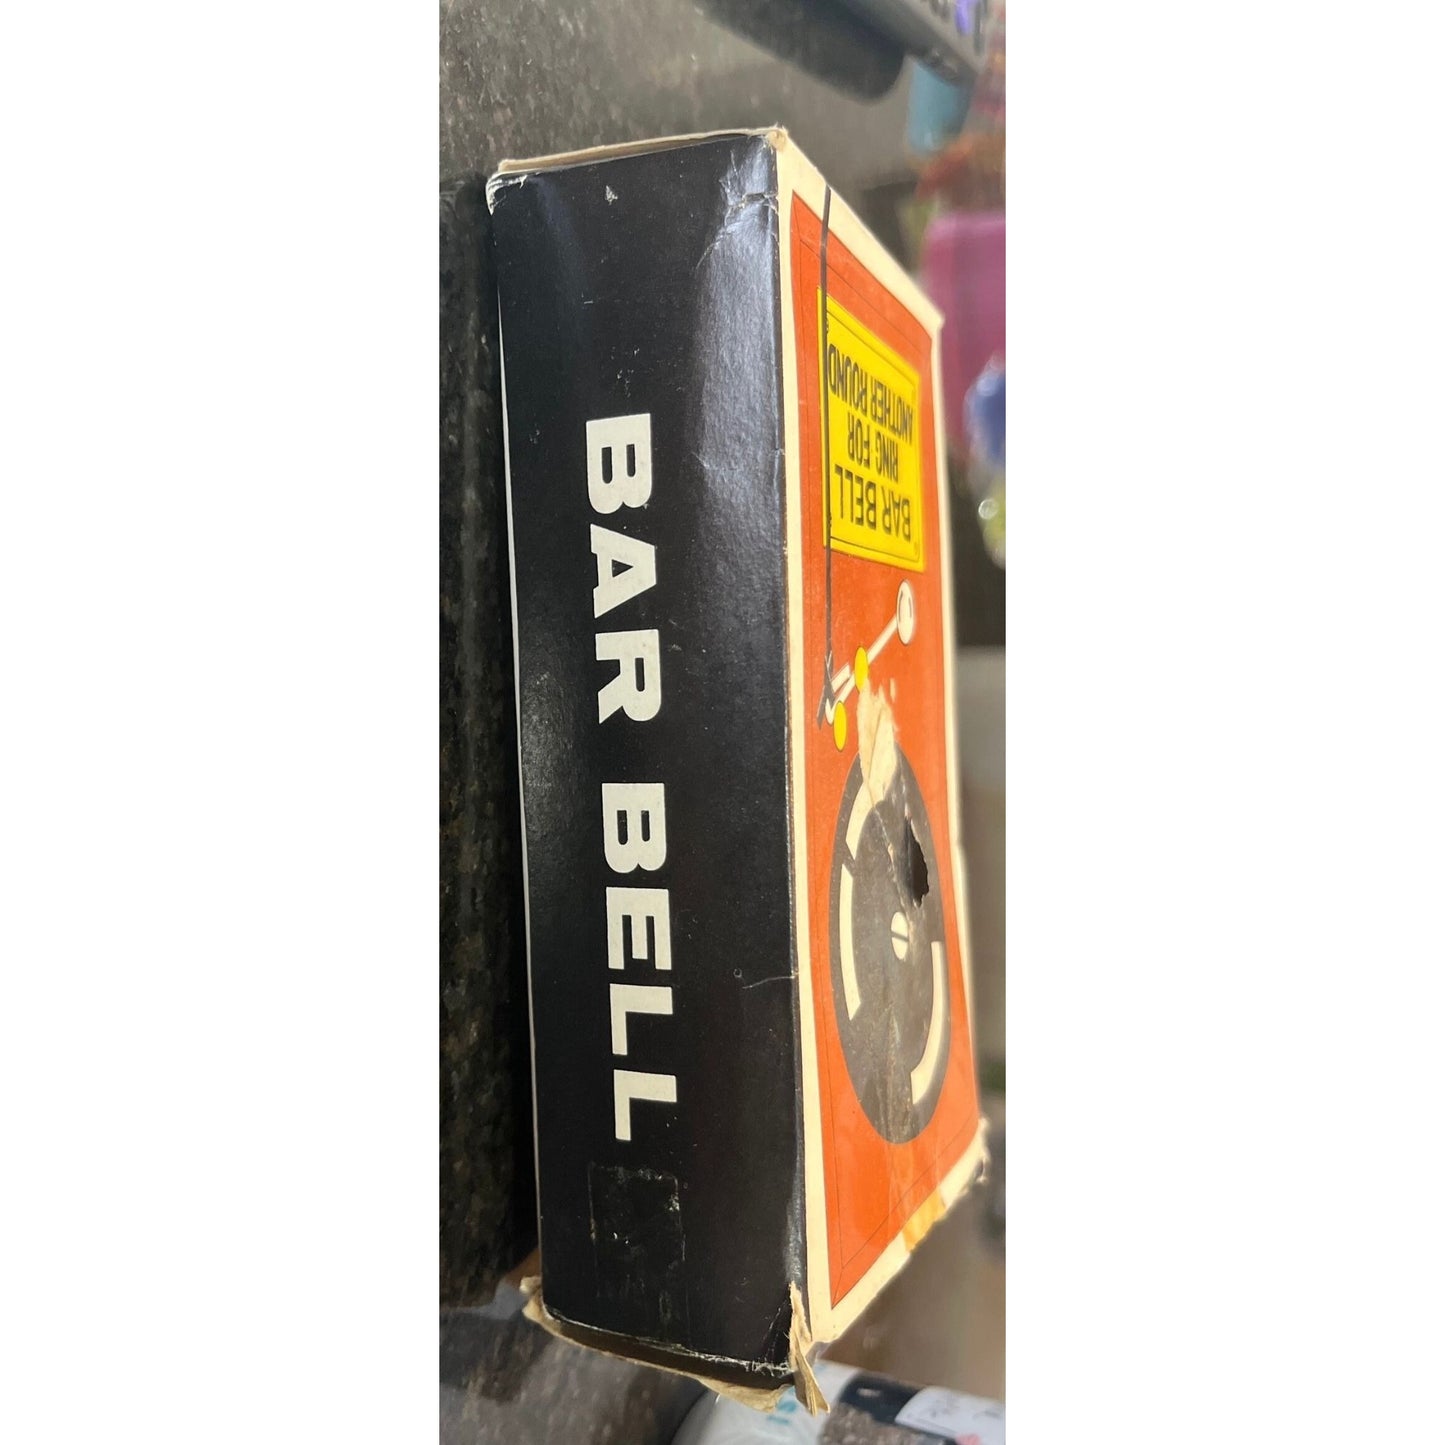 BAR BELL
BAR BELL
RING FOR
ANOTHER ROUND